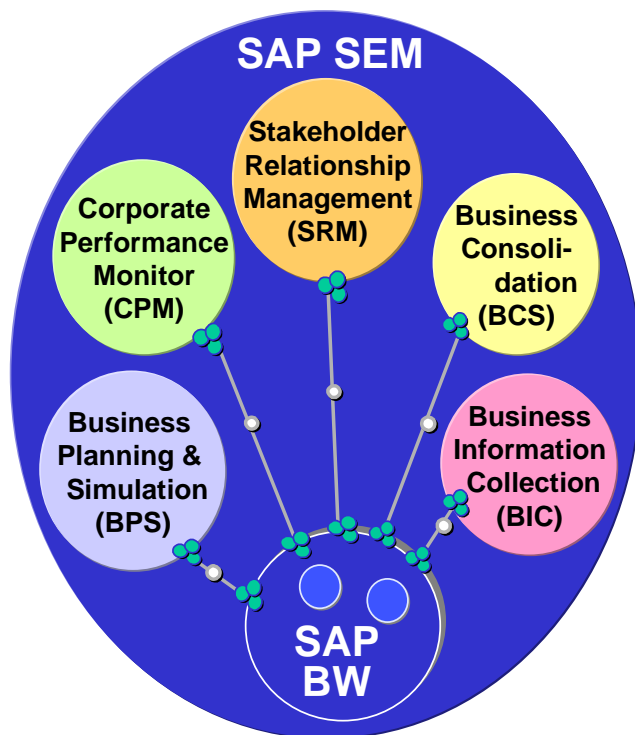 SAP SEM
Stakeholder
Relationship
Management
(SRM)
Corporate
Performance
Monitor
(CPM)
Business
Consoli-
dation
(BCS)
Business
Planning &
Simulation
(BPS)
Business
Information
Collection
(BIC)
SAP
BW